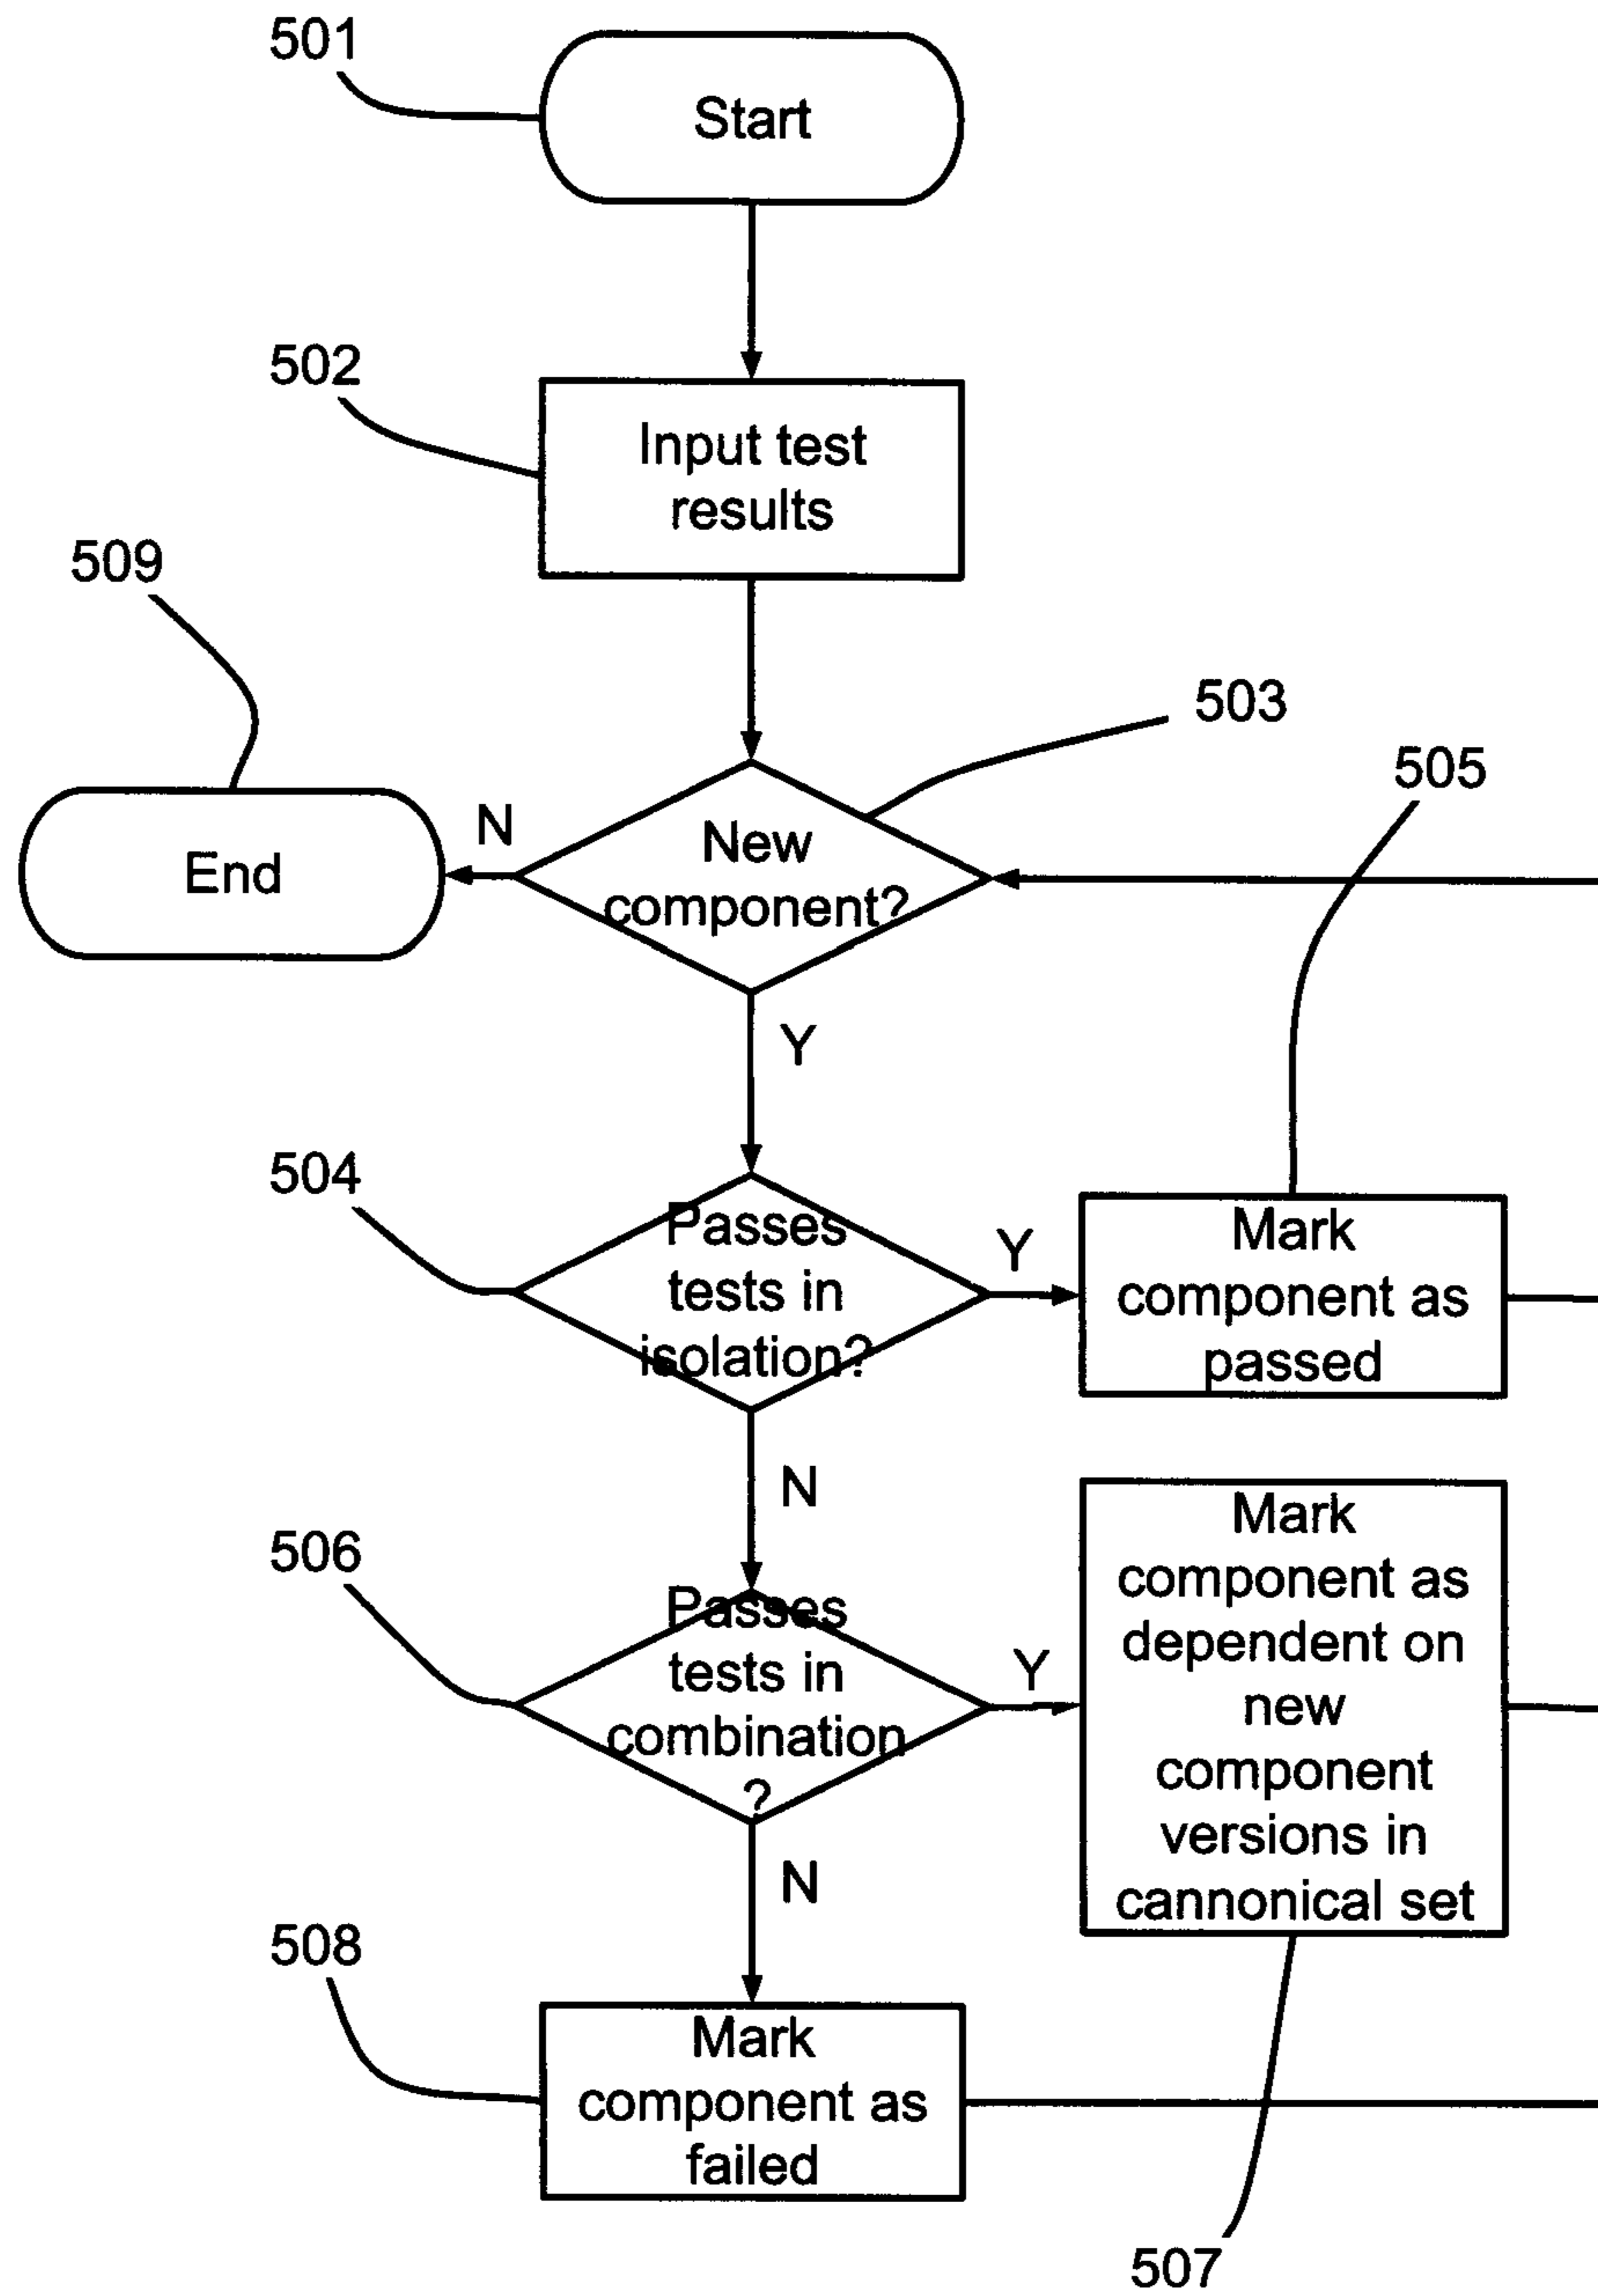 501
Start
502
Input test
results
509
503
505
End
N
New
component?
Y
504
Passes
tests in
isolation?
Y
Mark
component as
passed
N
506
Passes
tests in
combination
?
Y
Mark
component as
dependent on
new
component
versions in
cannonical set
N
508
Mark
component as
failed
507